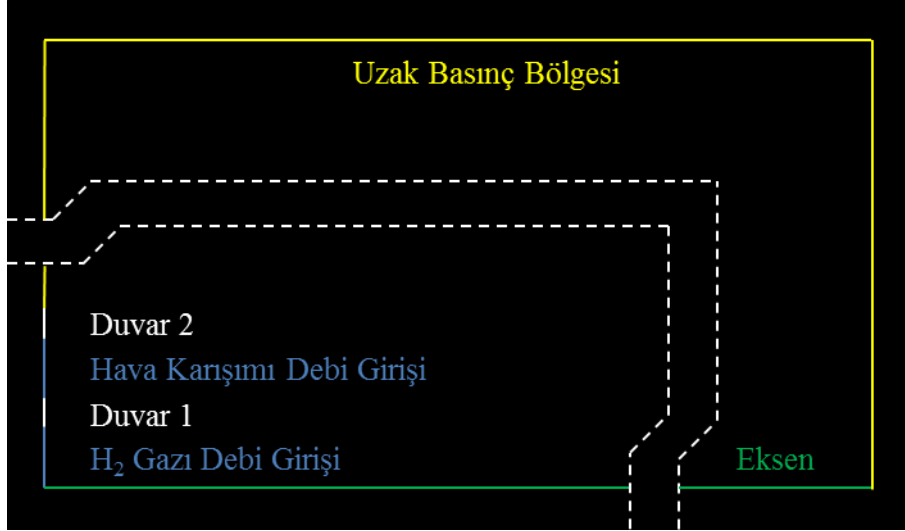 Uzak Basınç Bölgesi
Duvar 2
Hava Karışımı Debi Girişi
Duvar 1
H₂ Gazı Debi Girişi
Eksen